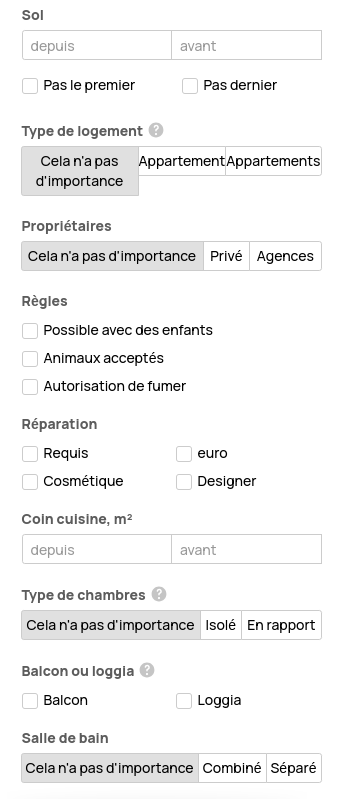 Sol
depuis avant
Pas le premier Pas dernier
Type de logement ?
Cela n'a pas Appartement Appartements
d'importance
Propriétaires
Cela n'a pas d'importance Privé Agences
Règles
Possible avec des enfants
Animaux acceptés
Autorisation de fumer
Réparation
Requis euro
Cosmétique Designer
Coin cuisine, m²
depuis avant
Type de chambres ?
Cela n'a pas d'importance Isolé En rapport
Balcon ou loggia ?
Balcon Loggia
Salle de bain
Cela n'a pas d'importance Combiné Séparé